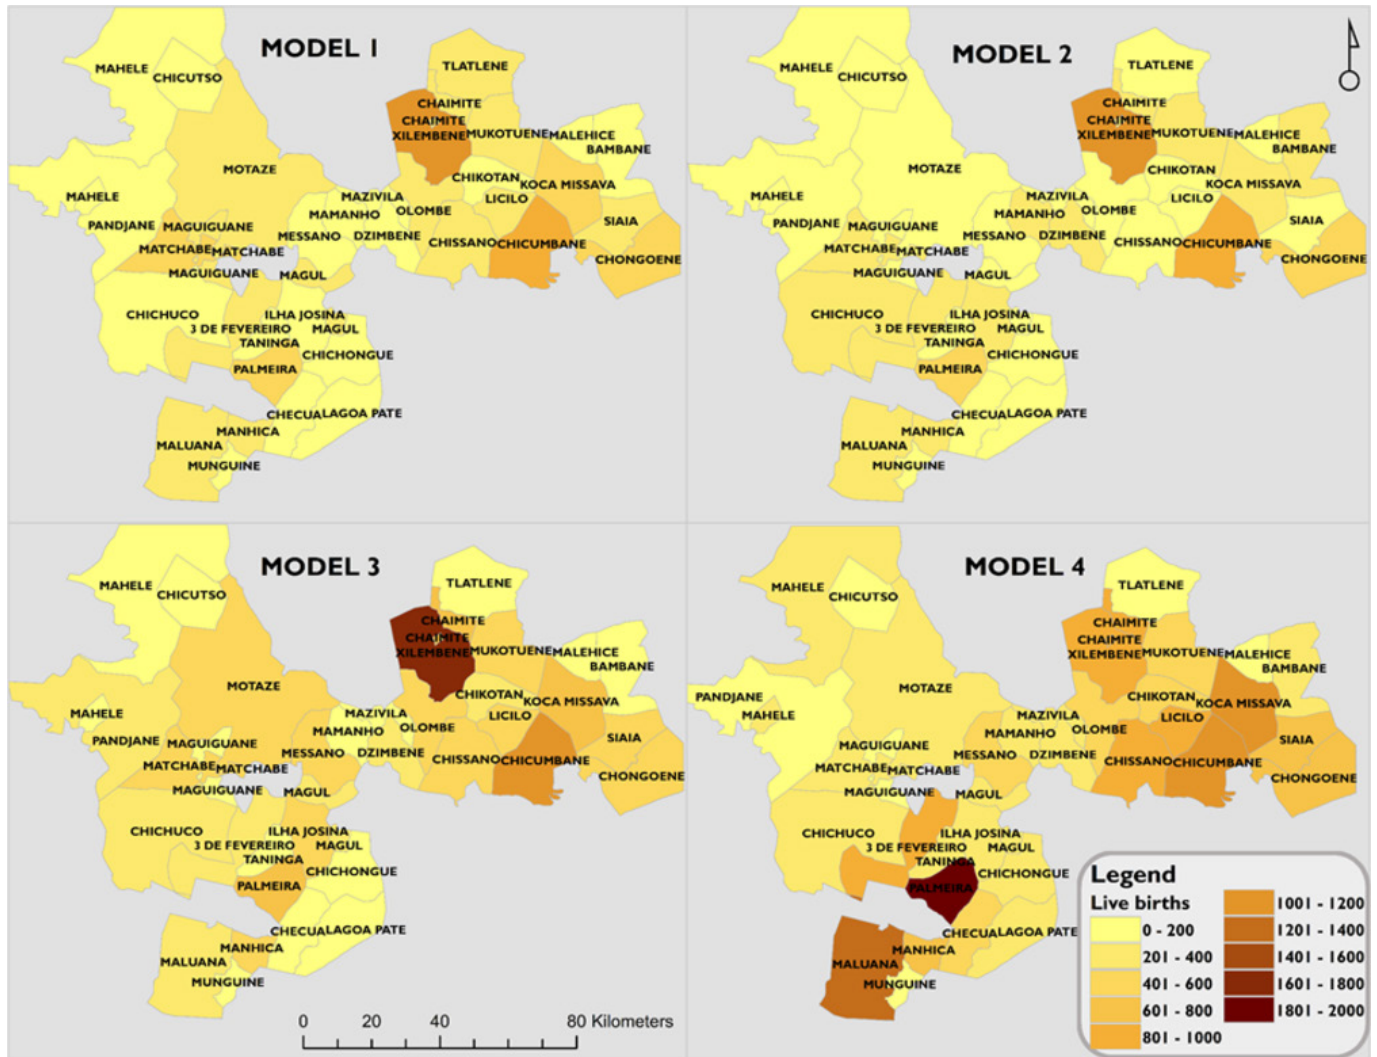 MODEL 1
MAHELE
CHICUTSO
TLATLENE
CHAIMITE
CHAIMITE
XILEMBENE
MUKOTUENE
MALEHICE
BAMBANE
MOTAZE
CHIKOTAN
KOCA MISSAVA
MAHELE
MAZIVILA
LICILO
PANDJANE
MAGUIGUANE
MAMANHO
OLOMBE
SIAIA
MATCHABE
MATCHABE
MESSANO
DZIMBENE
CHISSANO
CHICUMBANE
CHONGOENE
MAGUIGUANE
MAGUL
CHICHUCO
ILHA JOSINA
3 DE FEVEREIRO
MAGUL
TANINGA
CHICHONGUE
PALMEIRA
CHECUA
LAGOA PATE
MANHICA
MALUANA
MUNGUINE
MODEL 2
MAHELE
CHICUTSO
TLATLENE
CHAIMITE
CHAIMITE
XILEMBENE
MUKOTUENE
MALEHICE
BAMBANE
MOTAZE
CHIKOTAN
KOCA MISSAVA
MAHELE
MAZIVILA
LICILO
PANDJANE
MAGUIGUANE
MAMANHO
OLOMBE
SIAIA
MATCHABE
MATCHABE
MESSANO
DZIMBENE
CHISSANO
CHICUMBANE
CHONGOENE
MAGUIGUANE
MAGUL
CHICHUCO
ILHA JOSINA
3 DE FEVEREIRO
MAGUL
TANINGA
CHICHONGUE
PALMEIRA
CHECUA
LAGOA PATE
MANHICA
MALUANA
MUNGUINE
MODEL 3
MAHELE
CHICUTSO
TLATLENE
CHAIMITE
CHAIMITE
XILEMBENE
MUKOTUENE
MALEHICE
BAMBANE
MOTAZE
CHIKOTAN
KOCA MISSAVA
MAHELE
MAZIVILA
LICILO
PANDJANE
MAGUIGUANE
MAMANHO
OLOMBE
SIAIA
MATCHABE
MATCHABE
MESSANO
DZIMBENE
CHISSANO
CHICUMBANE
CHONGOENE
MAGUIGUANE
MAGUL
CHICHUCO
ILHA JOSINA
3 DE FEVEREIRO
MAGUL
TANINGA
CHICHONGUE
PALMEIRA
CHECUA
LAGOA PATE
MANHICA
MALUANA
MUNGUINE
0 20 40 80 Kilometers
MODEL 4
MAHELE
CHICUTSO
TLATLENE
CHAIMITE
CHAIMITE
XILEMBENE
MUKOTUENE
MALEHICE
BAMBANE
MOTAZE
PANDJANE
CHIKOTAN
KOCA MISSAVA
MAHELE
MAZIVILA
LICILO
MAGUIGUANE
MAMANHO
OLOMBE
SIAIA
MATCHABE
MATCHABE
MESSANO
DZIMBENE
CHISSANO
CHICUMBANE
CHONGOENE
MAGUIGUANE
MAGUL
CHICHUCO
ILHA JOSINA
3 DE FEVEREIRO
MAGUL
TANINGA
CHICHONGUE
PALMEIRA
CHECUA
LAGOA PATE
MANHICA
MALUANA
MUNGUINE
Legend
Live births
0 - 200
201 - 400
401 - 600
601 - 800
801 - 1000
1001 - 1200
1201 - 1400
1401 - 1600
1601 - 1800
1801 - 2000